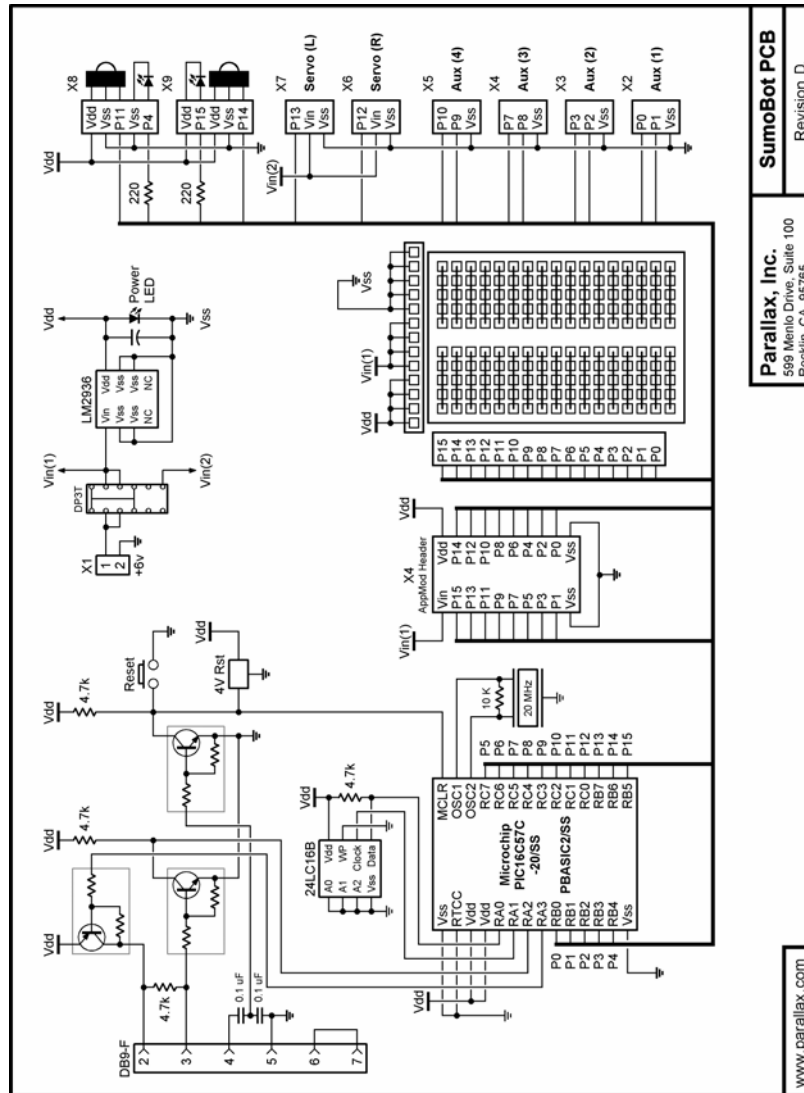 X8
Vdd
Vss
P11
Vss
P4
X9
Vdd
P15
Vdd
Vss
P14
X7
Servo (L)
P13
Vin
Vss
X6
Servo (R)
P12
Vin
Vss
X5
Aux (4)
P10
P9
Vss
X4
Aux (3)
P7
P8
Vss
X3
Aux (2)
P3
P2
Vss
X2
Aux (1)
P0
P1
Vss
Vdd
220
220
Vin(2)
Vdd
Power
LED
Vss
LM2936
Vin
Vss
Vss
NC
Vdd
Vss
Vss
NC
Vin(1)
Vin(2)
DP3T
X1
1
2
+6v
Vdd
Vin(1)
Vss
P15
P14
P13
P12
P11
P10
P9
P8
P7
P6
P5
P4
P3
P2
P1
P0
X4
AppMod Header
Vdd
Vin
Vdd
P15
P14
P13
P12
P11
P10
P9
P8
P7
P6
P5
P4
P3
P2
P1
P0
Vss
Vss
Vin(1)
Reset
Vdd
4V Rst
Vdd
4.7k
Vdd
4.7k
Vdd
4.7k
0.1 uF
0.1 uF
DB9-F
2
3
4
5
6
7
24LC16B
A0
A1
A2
Vss
Vdd
WP
Clock
Data
Vdd
4.7k
10 K
20 MHz
Microchip
PIC16C57C
-20/SS
PBASIC2/SS
MCLR
OSC1
OSC2
RC7
RC6
RC5
RC4
RC3
RC2
RC1
RC0
RB7
RB6
RB5
P5
P6
P7
P8
P9
P10
P11
P12
P13
P14
P15
Vss
RTCC
Vdd
Vdd
RA0
RA1
RA2
RA3
RB0
RB1
RB2
RB3
RB4
Vss
Vdd
P0
P1
P2
P3
P4
www.parallax.com
Parallax, Inc.
599 Menlo Drive, Suite 100
Rocklin, CA 95765
SumoBot PCB
Revision D